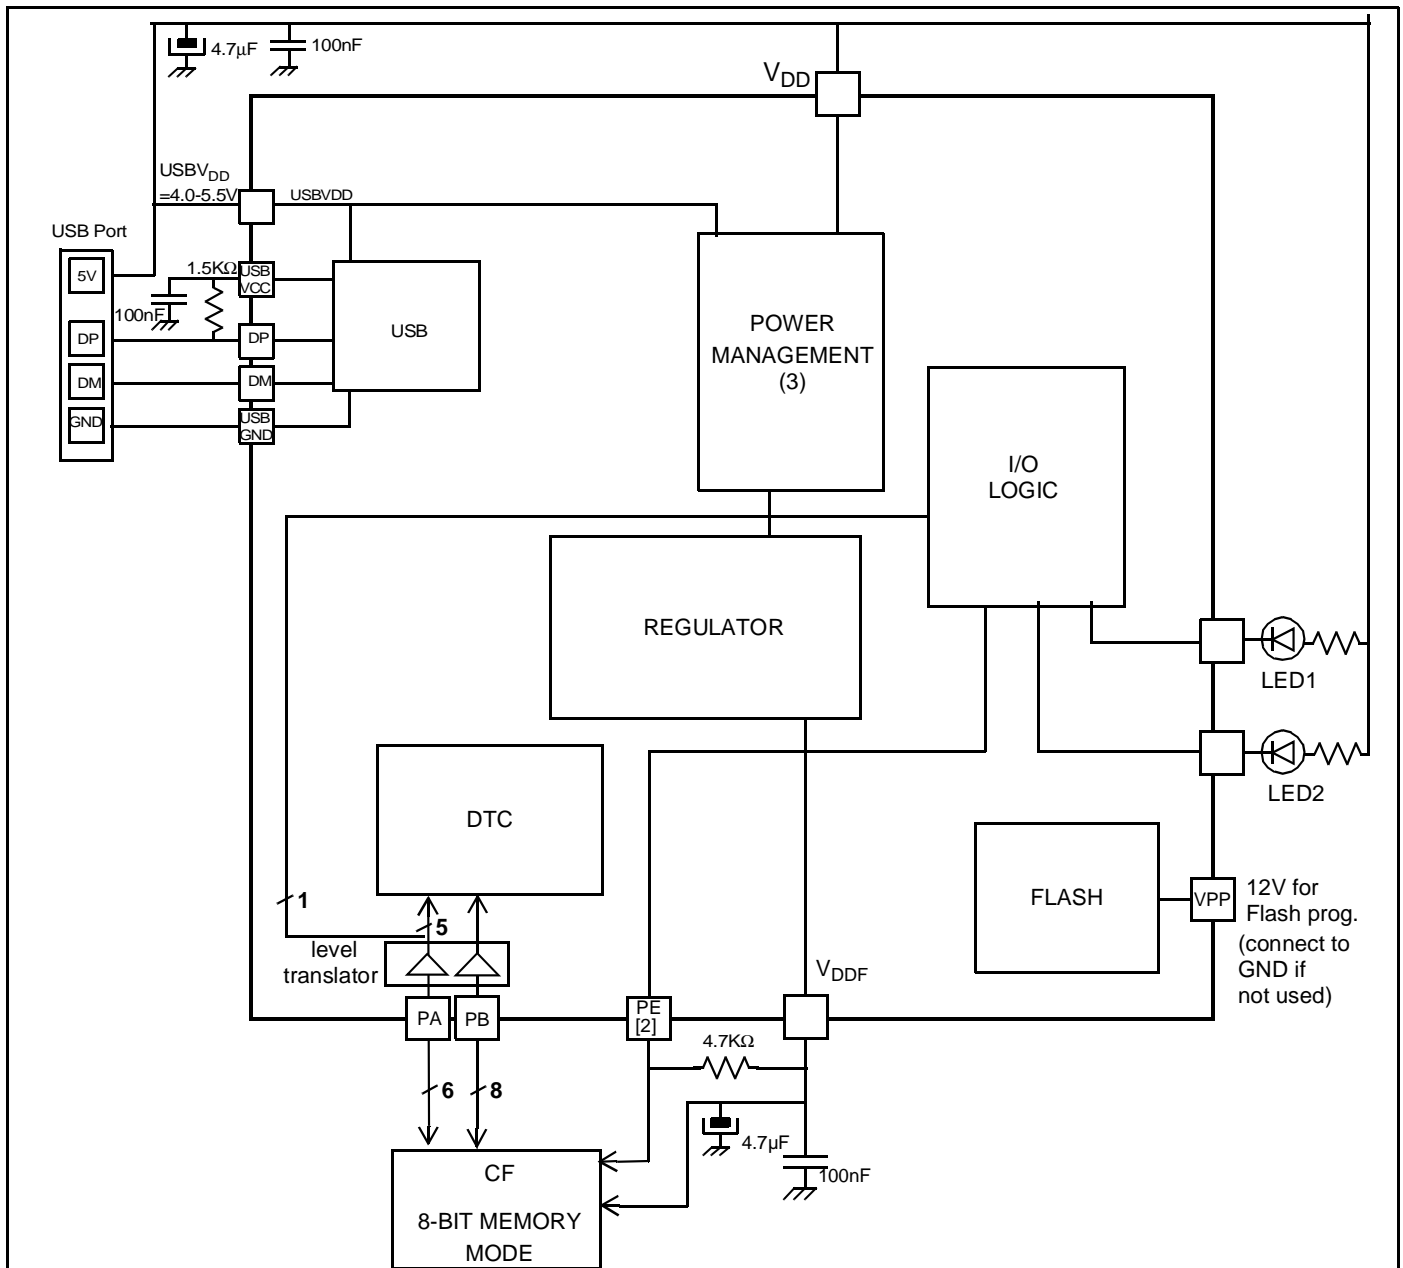 4.7μF
100nF
VDD
USBVDD
=4.0-5.5V
USBVDD
USB Port
5V
1.5KΩ
USB
VCC
100nF
DP
DP
DM
DM
GND
USB
GND
USB
POWER
MANAGEMENT
(3)
I/O
LOGIC
REGULATOR
LED1
LED2
DTC
FLASH
VPP
12V for
Flash prog.
(connect to
GND if
not used)
1
5
level
translator
VDDF
PA
PB
PE
[2]
4.7KΩ
6
8
4.7μF
100nF
CF
8-BIT MEMORY
MODE